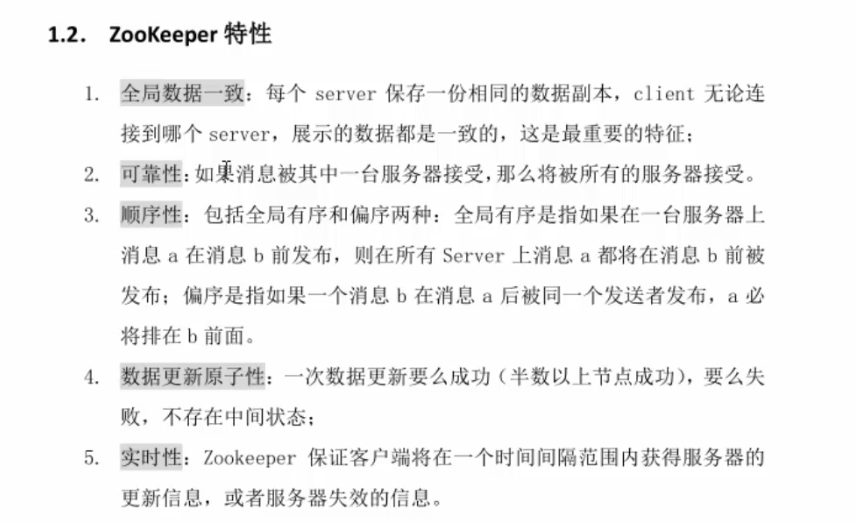 1.2. ZooKeeper 特性
1. 全局数据一致：每个 server 保存一份相同的数据副本，client 无论连
接到哪个 server，展示的数据都是一致的，这是最重要的特征；
2. 可靠性：如果消息被其中一台服务器接受，那么将被所有的服务器接受。
3. 顺序性：包括全局有序和偏序两种：全局有序是指如果在一台服务器上
消息 a 在消息 b 前发布，则在所有 Server 上消息 a 都将在消息 b 前被
发布；偏序是指如果一个消息 b 在消息 a 后被同一个发送者发布，a 必
将排在 b 前面。
4. 数据更新原子性：一次数据更新要么成功（半数以上节点成功），要么失
败，不存在中间状态；
5. 实时性：Zookeeper 保证客户端将在一个时间间隔范围内获得服务器的
更新信息，或者服务器失效的信息。